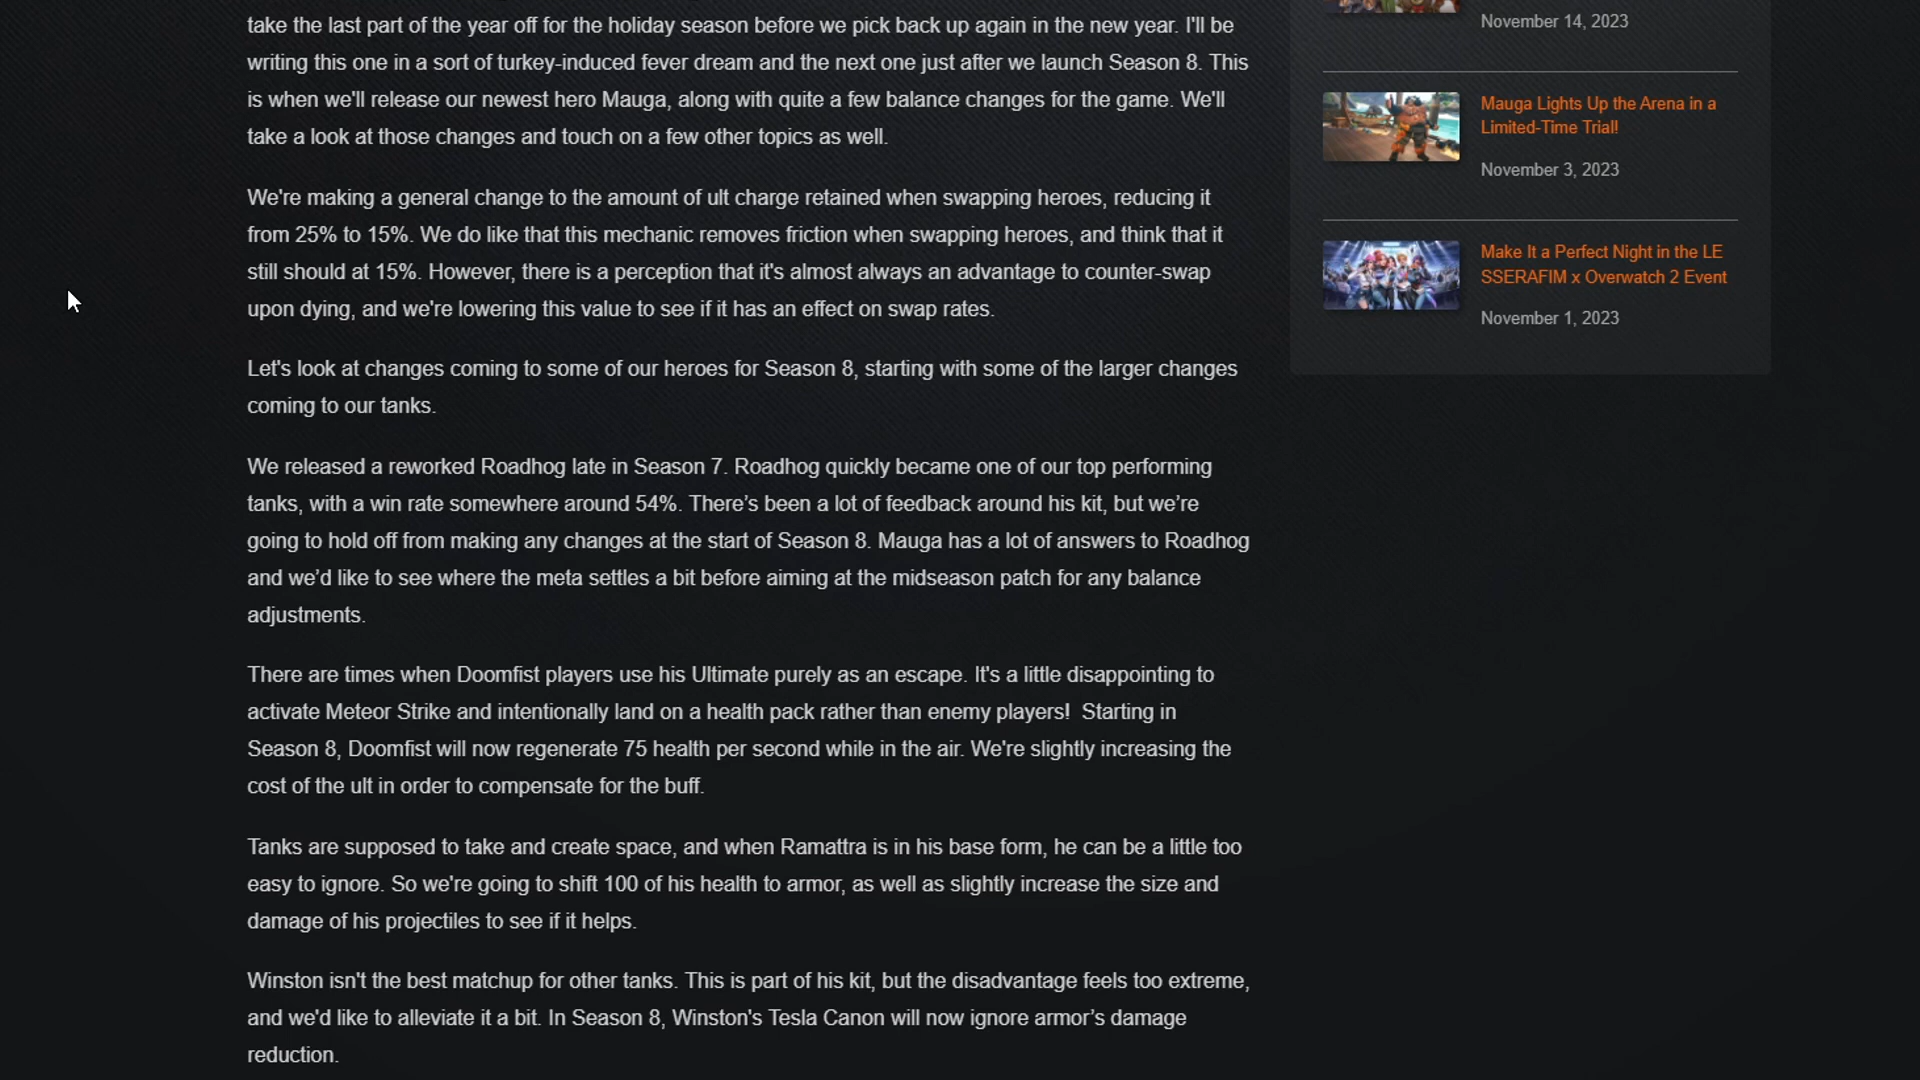 take the last part of the year off for the holiday season before we pick back up again in the new year. I'll be
writing this one in a sort of turkey-induced fever dream and the next one just after we launch Season 8. This
is when we'll release our newest hero Mauga, along with quite a few balance changes for the game. We'll
take a look at those changes and touch on a few other topics as well.
We're making a general change to the amount of ult charge retained when swapping heroes, reducing it
from 25% to 15%. We do like that this mechanic removes friction when swapping heroes, and think that it
still should at 15%. However, there is a perception that it's almost always an advantage to counter-swap
upon dying, and we're lowering this value to see if it has an effect on swap rates.
Let's look at changes coming to some of our heroes for Season 8, starting with some of the larger changes
coming to our tanks.
We released a reworked Roadhog late in Season 7. Roadhog quickly became one of our top performing
tanks, with a win rate somewhere around 54%. There’s been a lot of feedback around his kit, but we’re
going to hold off from making any changes at the start of Season 8. Mauga has a lot of answers to Roadhog
and we’d like to see where the meta settles a bit before aiming at the midseason patch for any balance
adjustments.
There are times when Doomfist players use his Ultimate purely as an escape. It's a little disappointing to
activate Meteor Strike and intentionally land on a health pack rather than enemy players! Starting in
Season 8, Doomfist will now regenerate 75 health per second while in the air. We're slightly increasing the
cost of the ult in order to compensate for the buff.
Tanks are supposed to take and create space, and when Ramattra is in his base form, he can be a little too
easy to ignore. So we're going to shift 100 of his health to armor, as well as slightly increase the size and
damage of his projectiles to see if it helps.
Winston isn't the best matchup for other tanks. This is part of his kit, but the disadvantage feels too extreme,
and we'd like to alleviate it a bit. In Season 8, Winston's Tesla Canon will now ignore armor’s damage
reduction.
November 14, 2023
Mauga Lights Up the Arena in a
Limited-Time Trial!
November 3, 2023
Make It a Perfect Night in the LE
SSERAFIM x Overwatch 2 Event
November 1, 2023